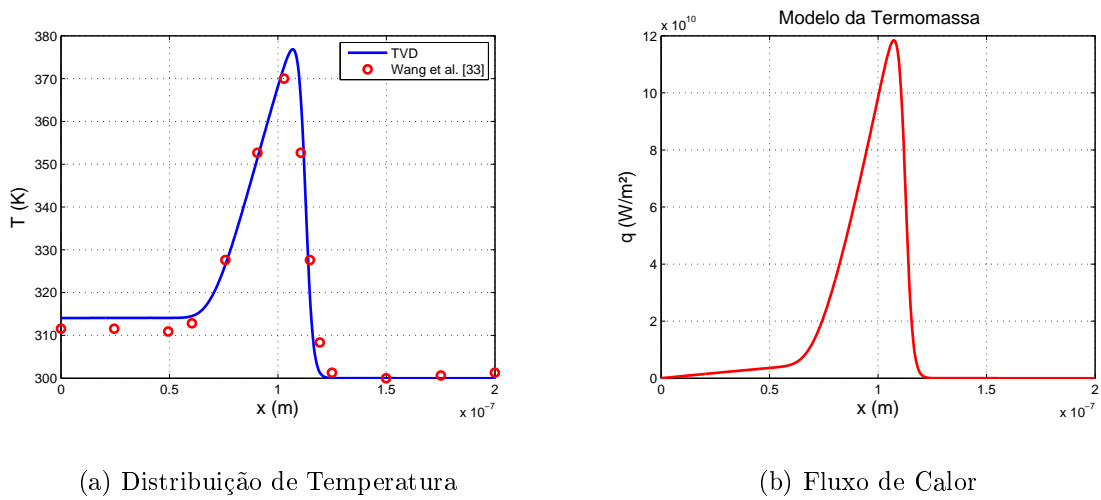 380
370
360
350
340
330
320
310
300
T (K)
TVD
Wang et al. [33]
0
0.5
1
1.5
2
x 10⁻⁷
x (m)
(a) Distribuição de Temperatura
Modelo da Termomassa
x 10¹⁰
12
10
8
6
4
2
0
q (W/m²)
0
0.5
1
1.5
2
x 10⁻⁷
x (m)
(b) Fluxo de Calor